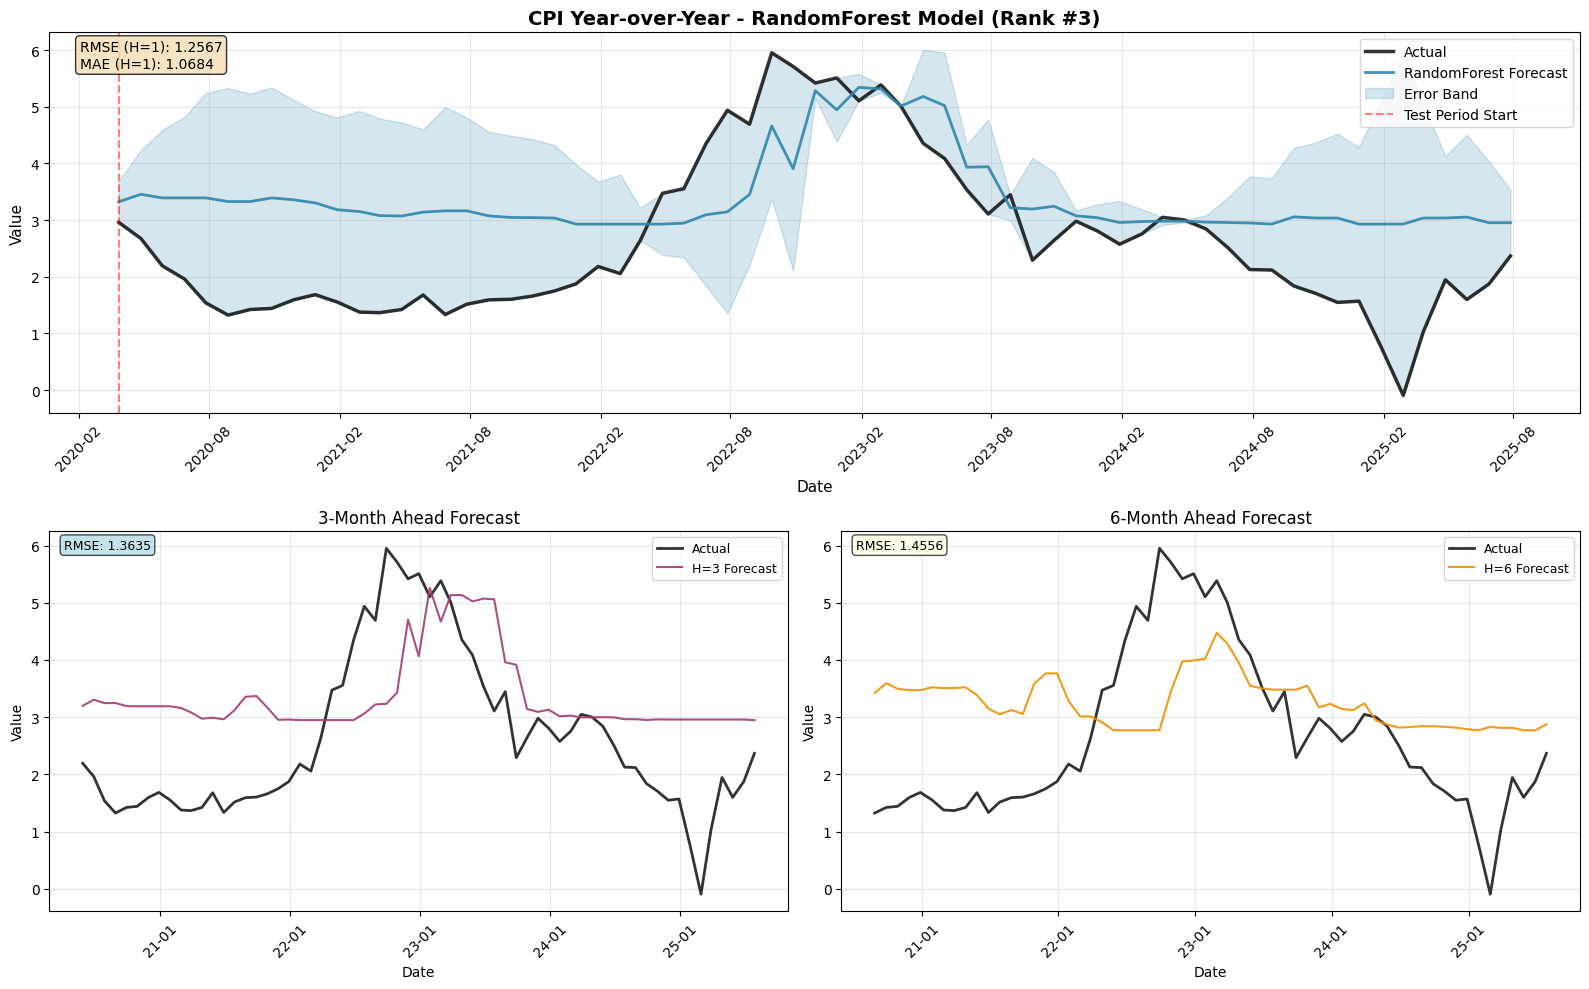 CPI Year-over-Year - RandomForest Model (Rank #3)
RMSE (H=1): 1.2567
MAE (H=1): 1.0684
Actual
RandomForest Forecast
Error Band
Test Period Start
Value
6
5
4
3
2
1
0
2020-02
2020-08
2021-02
2021-08
2022-02
2022-08
2023-02
2023-08
2024-02
2024-08
2025-02
2025-08
Date
3-Month Ahead Forecast
RMSE: 1.3635
Actual
H=3 Forecast
Value
6
5
4
3
2
1
0
21-01
22-01
23-01
24-01
25-01
Date
6-Month Ahead Forecast
RMSE: 1.4556
Actual
H=6 Forecast
Value
6
5
4
3
2
1
0
21-01
22-01
23-01
24-01
25-01
Date